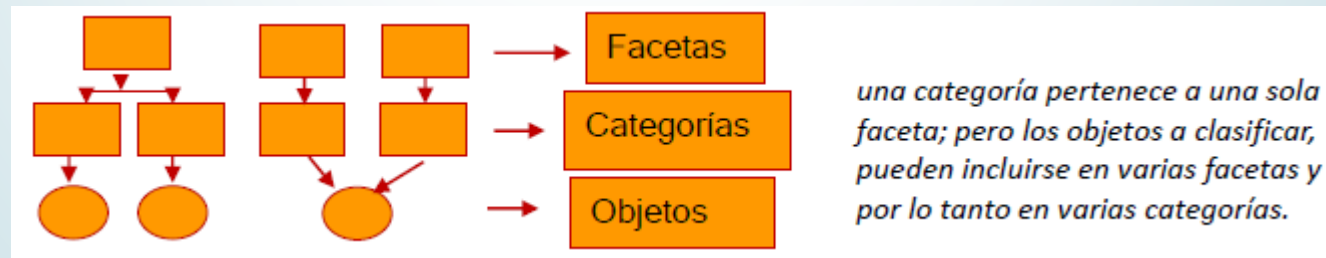 Facetas
Categorías
Objetos
una categoría pertenece a una sola
faceta; pero los objetos a clasificar,
pueden incluirse en varias facetas y
por lo tanto en varias categorías.